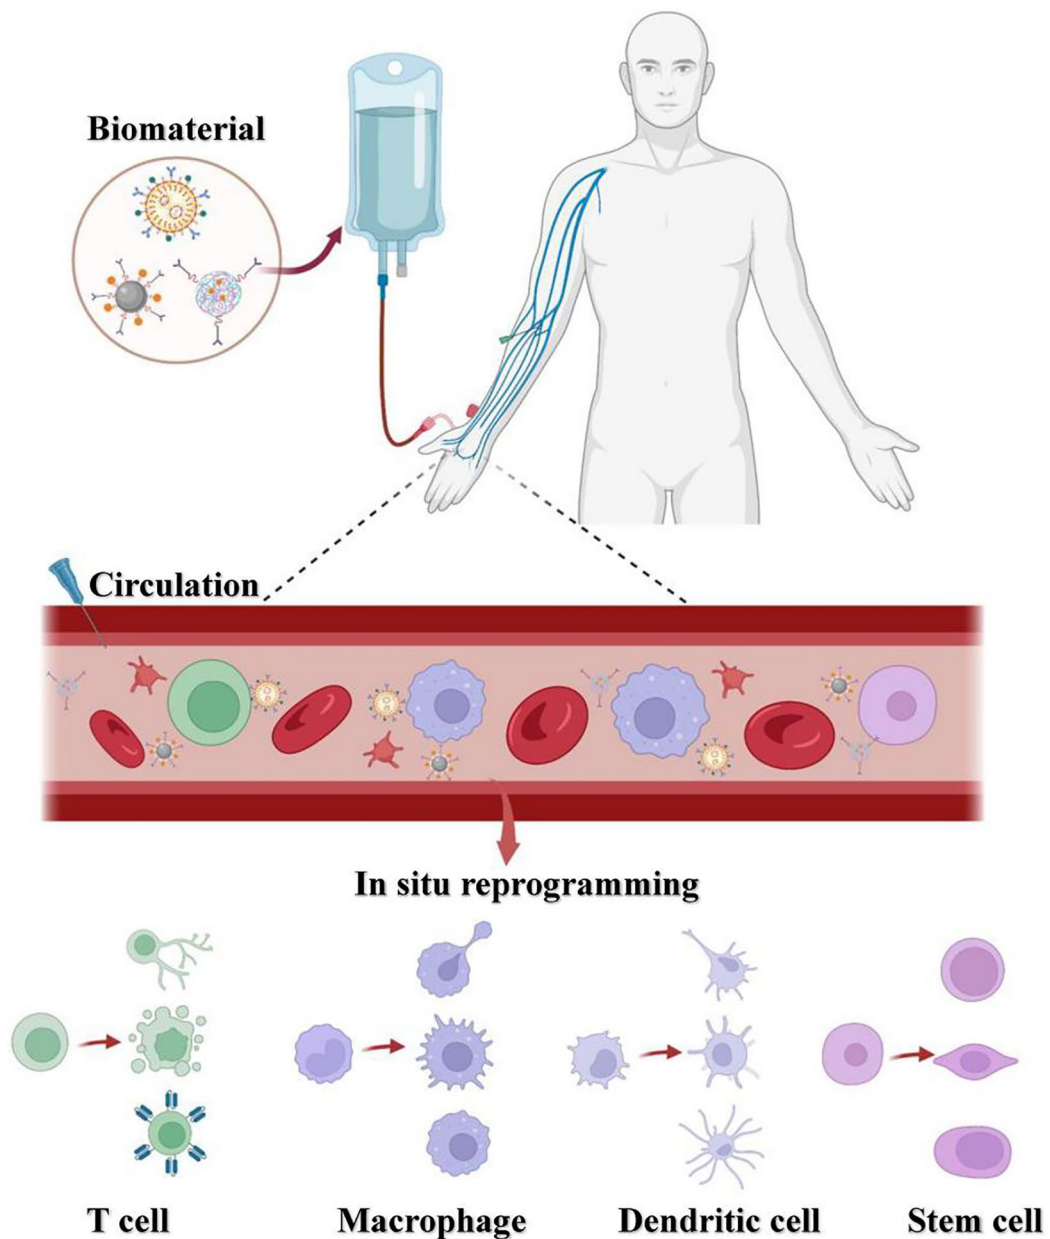 Biomaterial
Circulation
In situ reprogramming
T cell
Macrophage
Dendritic cell
Stem cell